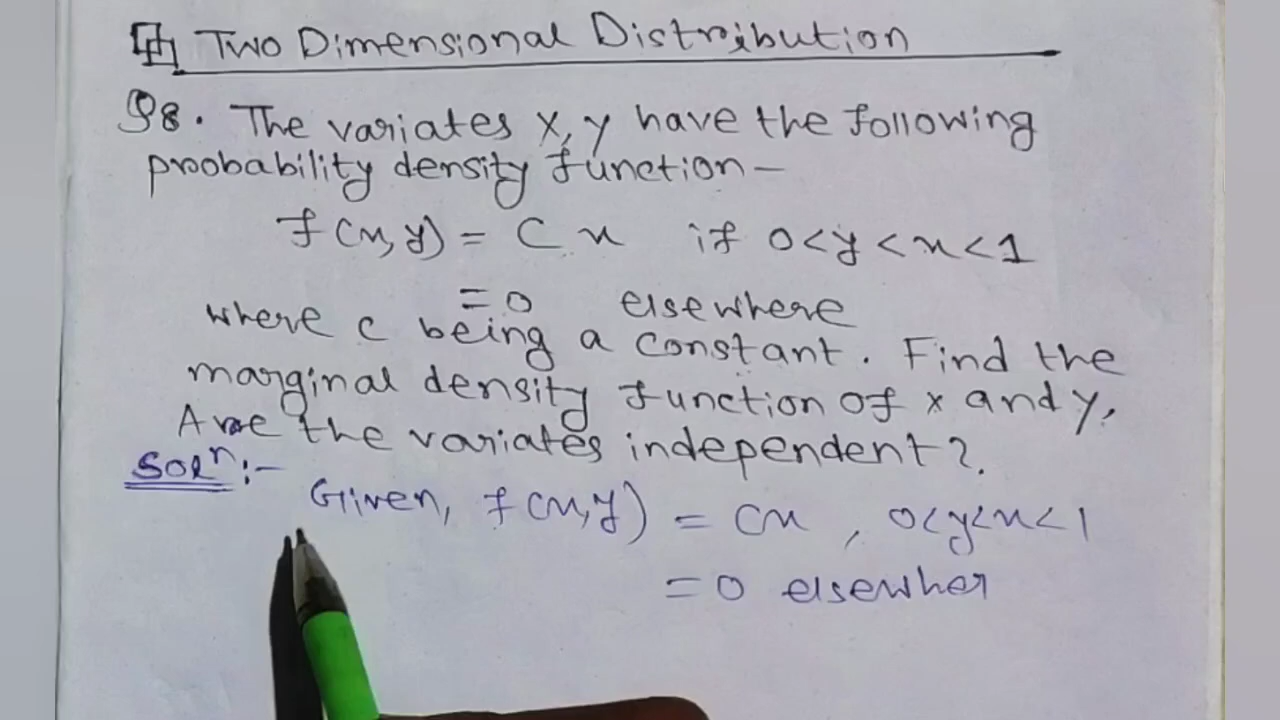 Two Dimensional Distribution
Q8. The variates x, y have the following
probability density function –
f(x,y) = Cx if 0<y<x<1
=0 elsewhere
where c being a constant. Find the
marginal density function of x and y.
Are the variates independent?.
Solⁿ:- Given, f(x,y) = Cx , 0<y<x<1
=0 elsewher